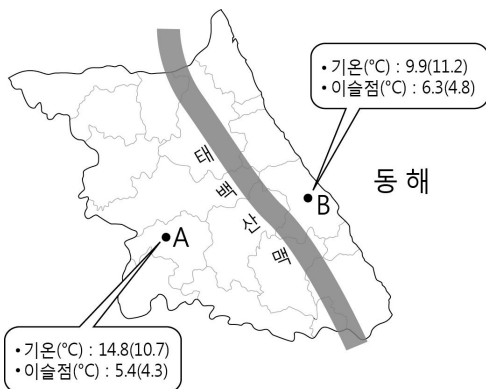 • 기온(°C) : 9.9(11.2)
• 이슬점(°C) : 6.3(4.8)
태백산맥
동 해
B
A
• 기온(°C) : 14.8(10.7)
• 이슬점(°C) : 5.4(4.3)